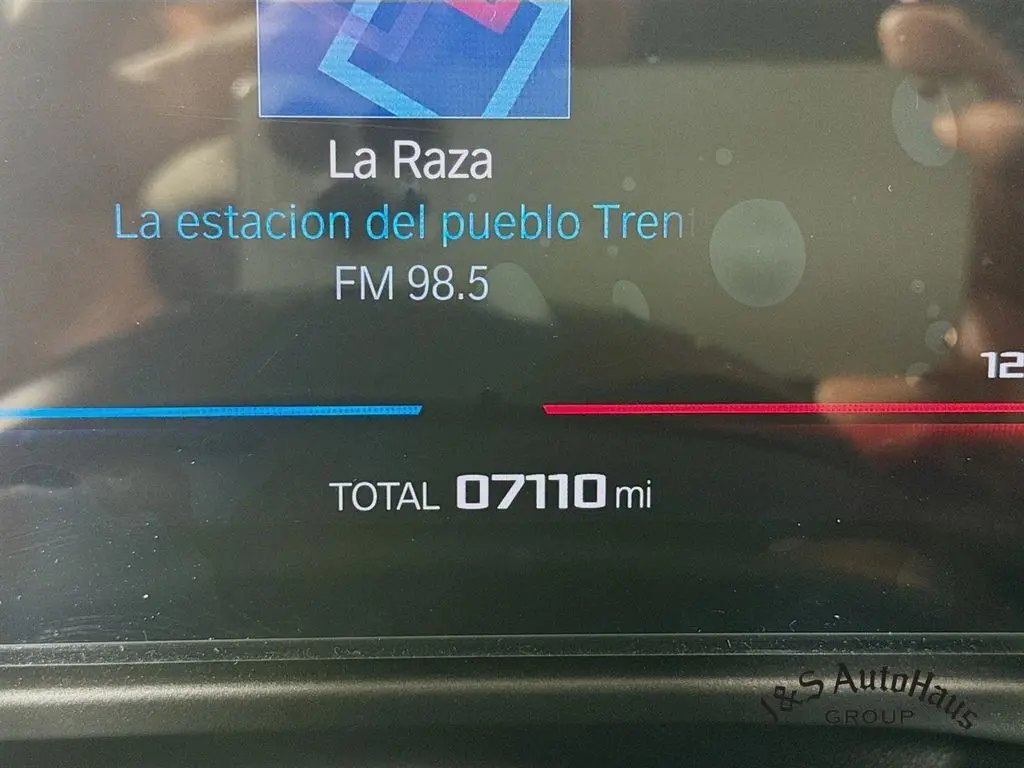 La Raza
La estacion del pueblo Tren
FM 98.5
12
TOTAL 07110 mi
J&S AutoHaus
GROUP